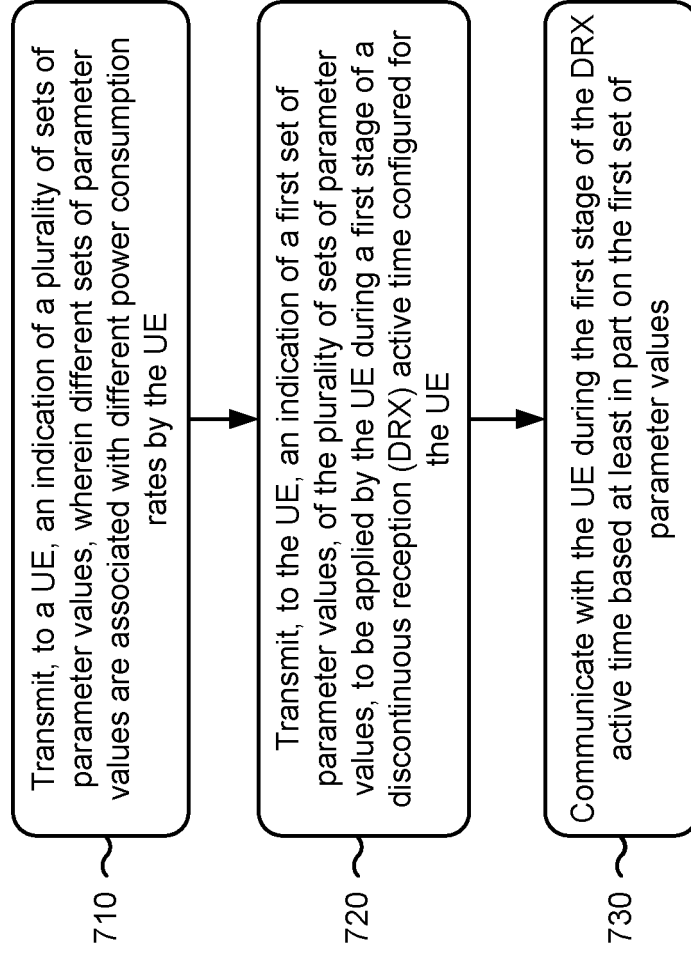 710
Transmit, to a UE, an indication of a plurality of sets of
parameter values, wherein different sets of parameter
values are associated with different power consumption
rates by the UE
720
Transmit, to the UE, an indication of a first set of
parameter values, of the plurality of sets of parameter
values, to be applied by the UE during a first stage of a
discontinuous reception (DRX) active time configured for
the UE
730
Communicate with the UE during the first stage of the DRX
active time based at least in part on the first set of
parameter values